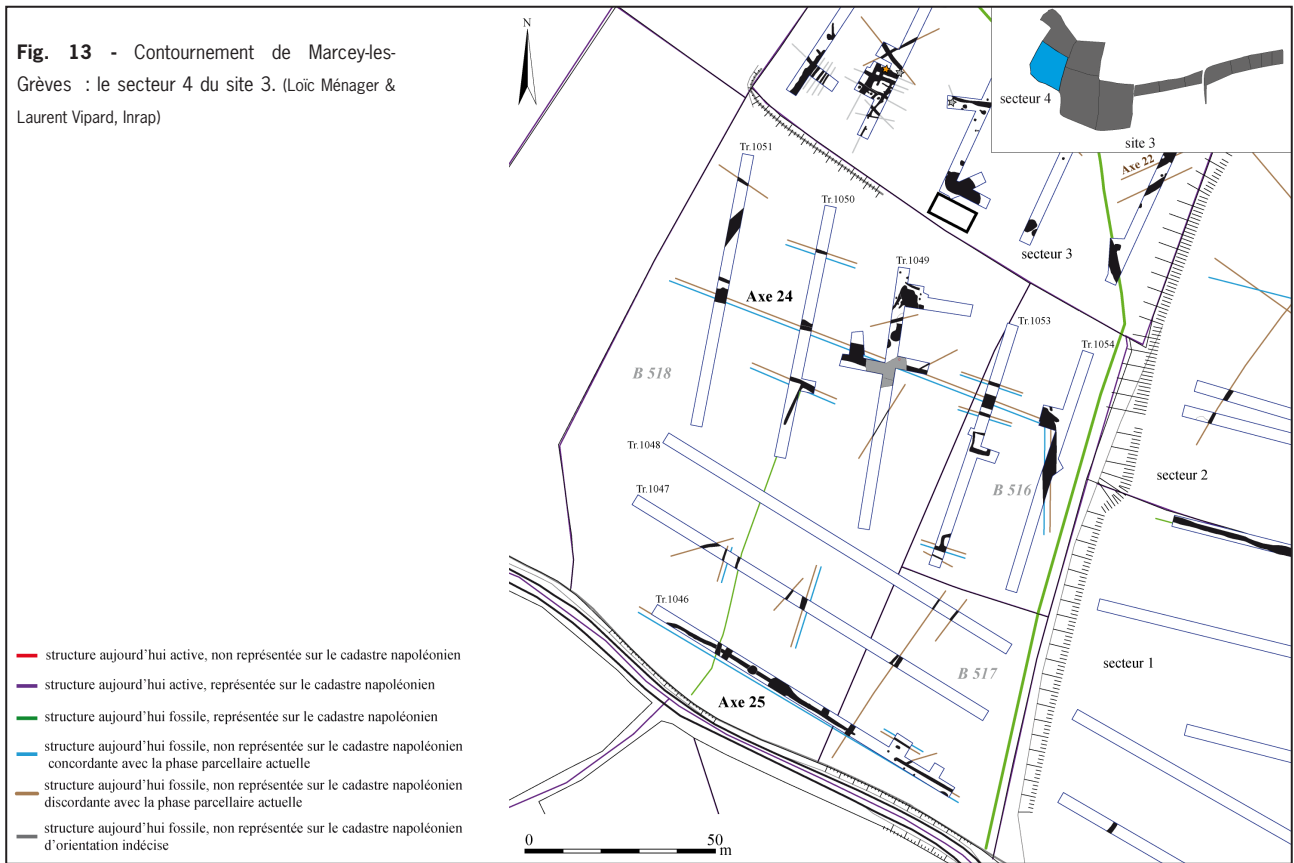 Fig. 13 - Contournement de Marcey-les-
Grèves : le secteur 4 du site 3. (Loïc Ménager &
Laurent Vipard, Inrap)
N
secteur 4
site 3
Axe 22
Tr.1051
Tr.1050
Tr.1049
secteur 3
Axe 24
Tr.1053
Tr.1054
B 518
Tr.1048
secteur 2
Tr.1047
B 516
Tr.1046
secteur 1
B 517
Axe 25
structure aujourd'hui active, non représentée sur le cadastre napoléonien
structure aujourd'hui active, représentée sur le cadastre napoléonien
structure aujourd'hui fossile, représentée sur le cadastre napoléonien
structure aujourd'hui fossile, non représentée sur le cadastre napoléonien
concordante avec la phase parcellaire actuelle
structure aujourd'hui fossile, non représentée sur le cadastre napoléonien
discordante avec la phase parcellaire actuelle
structure aujourd'hui fossile, non représentée sur le cadastre napoléonien
d'orientation indécise
0 50
m